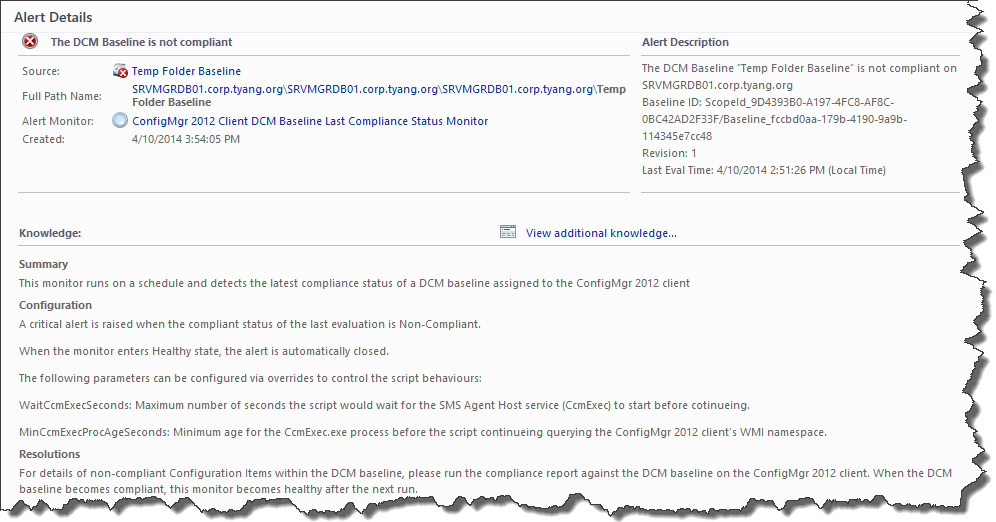 Alert Details
The DCM Baseline is not compliant
Source: Temp Folder Baseline
Full Path Name: SRVMGRDB01.corp.tyang.org\SRVMGRDB01.corp.tyang.org\SRVMGRDB01.corp.tyang.org\Temp
Folder Baseline
Alert Monitor: ConfigMgr 2012 Client DCM Baseline Last Compliance Status Monitor
Created: 4/10/2014 3:54:05 PM
Alert Description
The DCM Baseline "Temp Folder Baseline" is not compliant on
SRVMGRDB01.corp.tyang.org
Baseline ID: ScopeId_9D4393B0-A197-4FC8-AF8C-
0BC42AD2F33F/Baseline_fccbd0aa-179b-4190-9a9b-
114345e7cc48
Revision: 1
Last Eval Time: 4/10/2014 2:51:26 PM (Local Time)
Knowledge: View additional knowledge...
Summary
This monitor runs on a schedule and detects the latest compliance status of a DCM baseline assigned to the ConfigMgr 2012 client
Configuration
A critical alert is raised when the compliant status of the last evaluation is Non-Compliant.
When the monitor enters Healthy state, the alert is automatically closed.
The following parameters can be configured via overrides to control the script behaviours:
WaitCcmExecSeconds: Maximum number of seconds the script would wait for the SMS Agent Host service (CcmExec) to start before cotinueing.
MinCcmExecProcAgeSeconds: Minimum age for the CcmExec.exe process before the script continueing querying the ConfigMgr 2012 client's WMI namespace.
Resolutions
For details of non-compliant Configuration Items within the DCM baseline, please run the compliance report against the DCM baseline on the ConfigMgr 2012 client. When the DCM
baseline becomes compliant, this monitor becomes healthy after the next run.